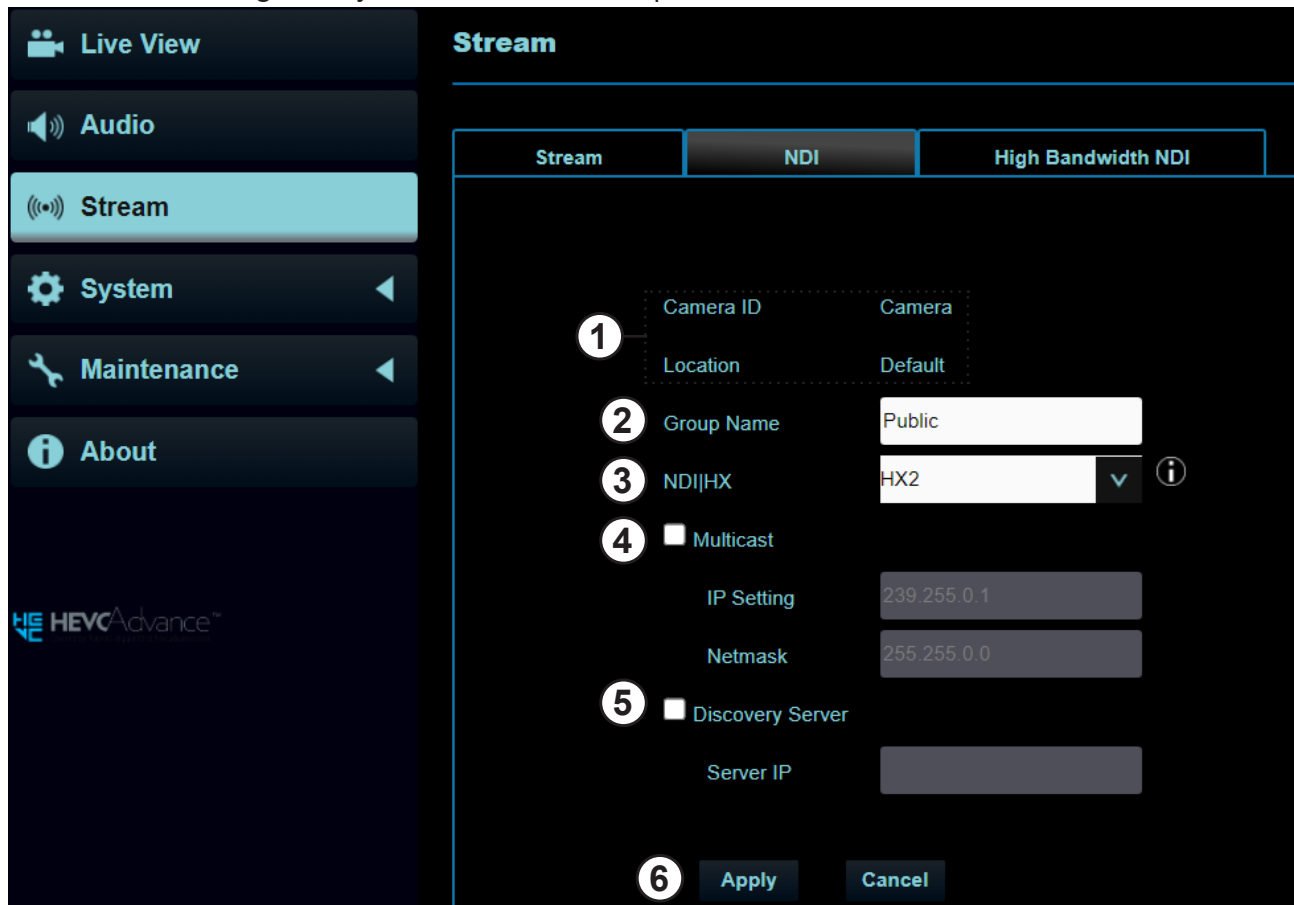 Live View
Audio
Stream
System
Maintenance
About
HEVCAdvance™
Stream
Stream NDI High Bandwidth NDI
1
Camera ID Camera
Location Default
2 Group Name Public
3 NDI|HX HX2
4 Multicast
IP Setting 239.255.0.1
Netmask 255.255.0.0
5 Discovery Server
Server IP
6 Apply Cancel